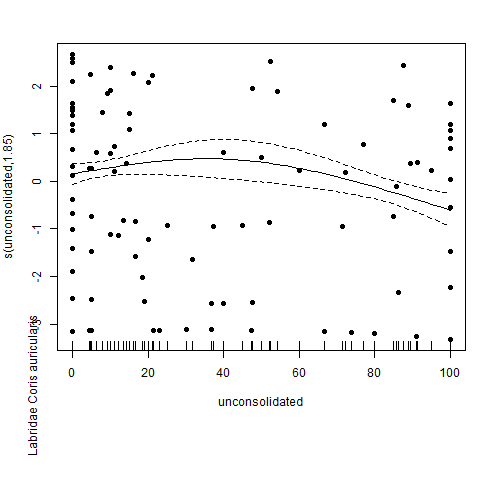 s(unconsolidated,1.85)
2
1
0
-1
-2
-3
Labridae Coris auricularis
0 20 40 60 80 100
unconsolidated